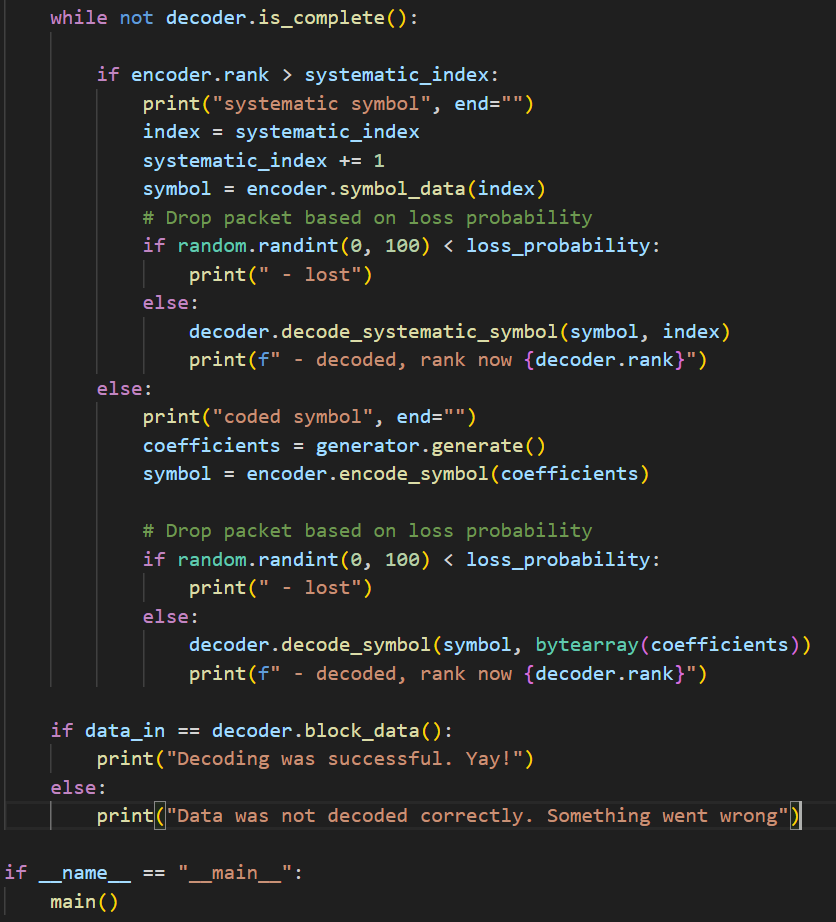 while not decoder.is_complete():
if encoder.rank > systematic_index:
print("systematic symbol", end="")
index = systematic_index
systematic_index += 1
symbol = encoder.symbol_data(index)
# Drop packet based on loss probability
if random.randint(0, 100) < loss_probability:
print(" - lost")
else:
decoder.decode_systematic_symbol(symbol, index)
print(f" - decoded, rank now {decoder.rank}")
else:
print("coded symbol", end="")
coefficients = generator.generate()
symbol = encoder.encode_symbol(coefficients)
# Drop packet based on loss probability
if random.randint(0, 100) < loss_probability:
print(" - lost")
else:
decoder.decode_symbol(symbol, bytearray(coefficients))
print(f" - decoded, rank now {decoder.rank}")
if data_in == decoder.block_data():
print("Decoding was successful. Yay!")
else:
print("Data was not decoded correctly. Something went wrong")
if __name__ == "__main__":
main()